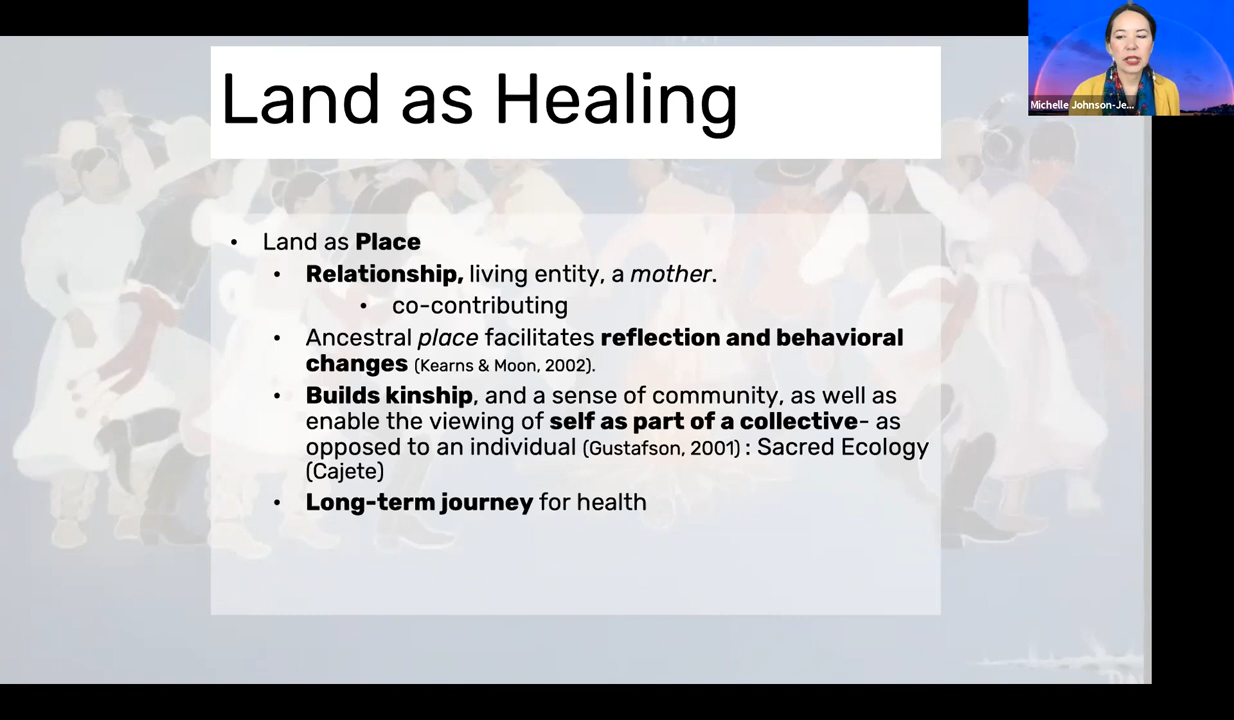 Land as Healing
Michelle Johnson-Je...
• Land as Place
• Relationship, living entity, a mother.
• co-contributing
• Ancestral place facilitates reflection and behavioral
changes (Kearns & Moon, 2002).
• Builds kinship, and a sense of community, as well as
enable the viewing of self as part of a collective- as
opposed to an individual (Gustafson, 2001) : Sacred Ecology
(Cajete)
• Long-term journey for health